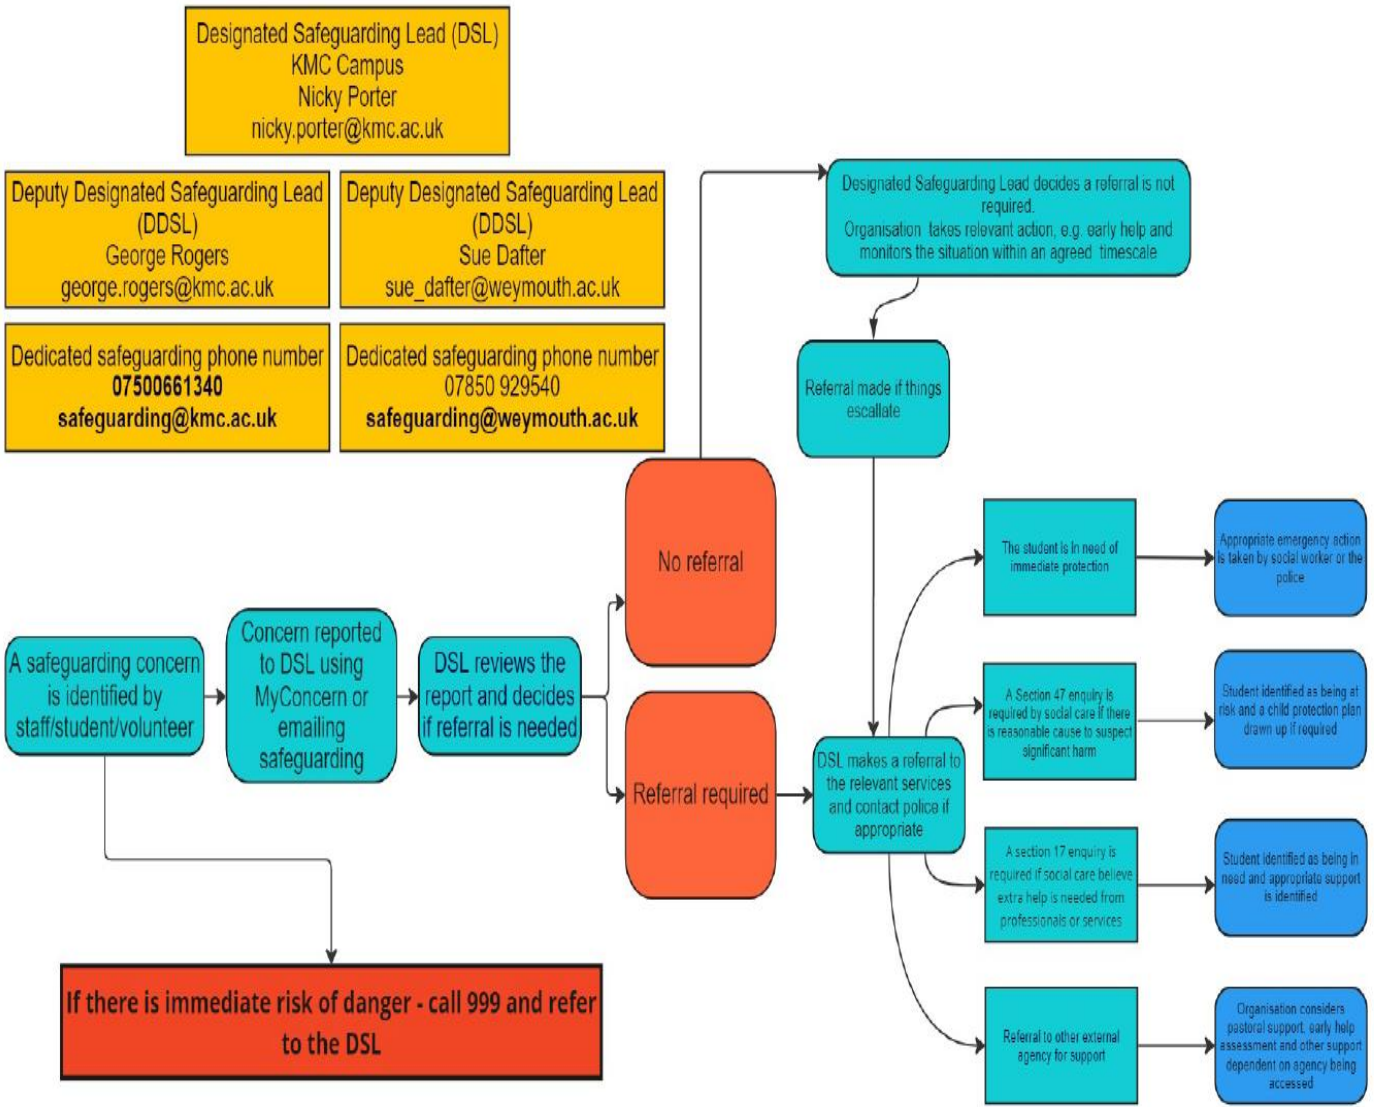 Designated Safeguarding Lead (DSL)
KMC Campus
Nicky Porter
nicky.porter@kmc.ac.uk
Deputy Designated Safeguarding Lead
(DDSL)
George Rogers
george.rogers@kmc.ac.uk
Deputy Designated Safeguarding Lead
(DDSL)
Sue Dafter
sue_dafter@weymouth.ac.uk
Dedicated safeguarding phone number
07500661340
safeguarding@kmc.ac.uk
Dedicated safeguarding phone number
07850 929540
safeguarding@weymouth.ac.uk
A safeguarding concern
is identified by
staff/student/volunteer
Concern reported
to DSL using
MyConcern or
emailing
safeguarding
DSL reviews the
report and decides
if referral is needed
If there is immediate risk of danger - call 999 and refer
to the DSL
No referral
Referral required
Designated Safeguarding Lead decides a referral is not
required.
Organisation takes relevant action, e.g. early help and
monitors the situation within an agreed timescale
Referral made if things
escallate
DSL makes a referral to
the relevant services
and contact police if
appropriate
The student is in need of
immediate protection
Appropriate emergency action
is taken by social worker or the
police
A Section 47 enquiry is
required by social care if there
is reasonable cause to suspect
significant harm
Student identified as being at
risk and a child protection plan
drawn up if required
A section 17 enquiry is
required if social care believe
extra help is needed from
professionals or services
Student identified as being in
need and appropriate support
is identified
Referral to other external
agency for support
Organisation considers
pastoral support, early help
assessment and other support
dependent on agency being
accessed